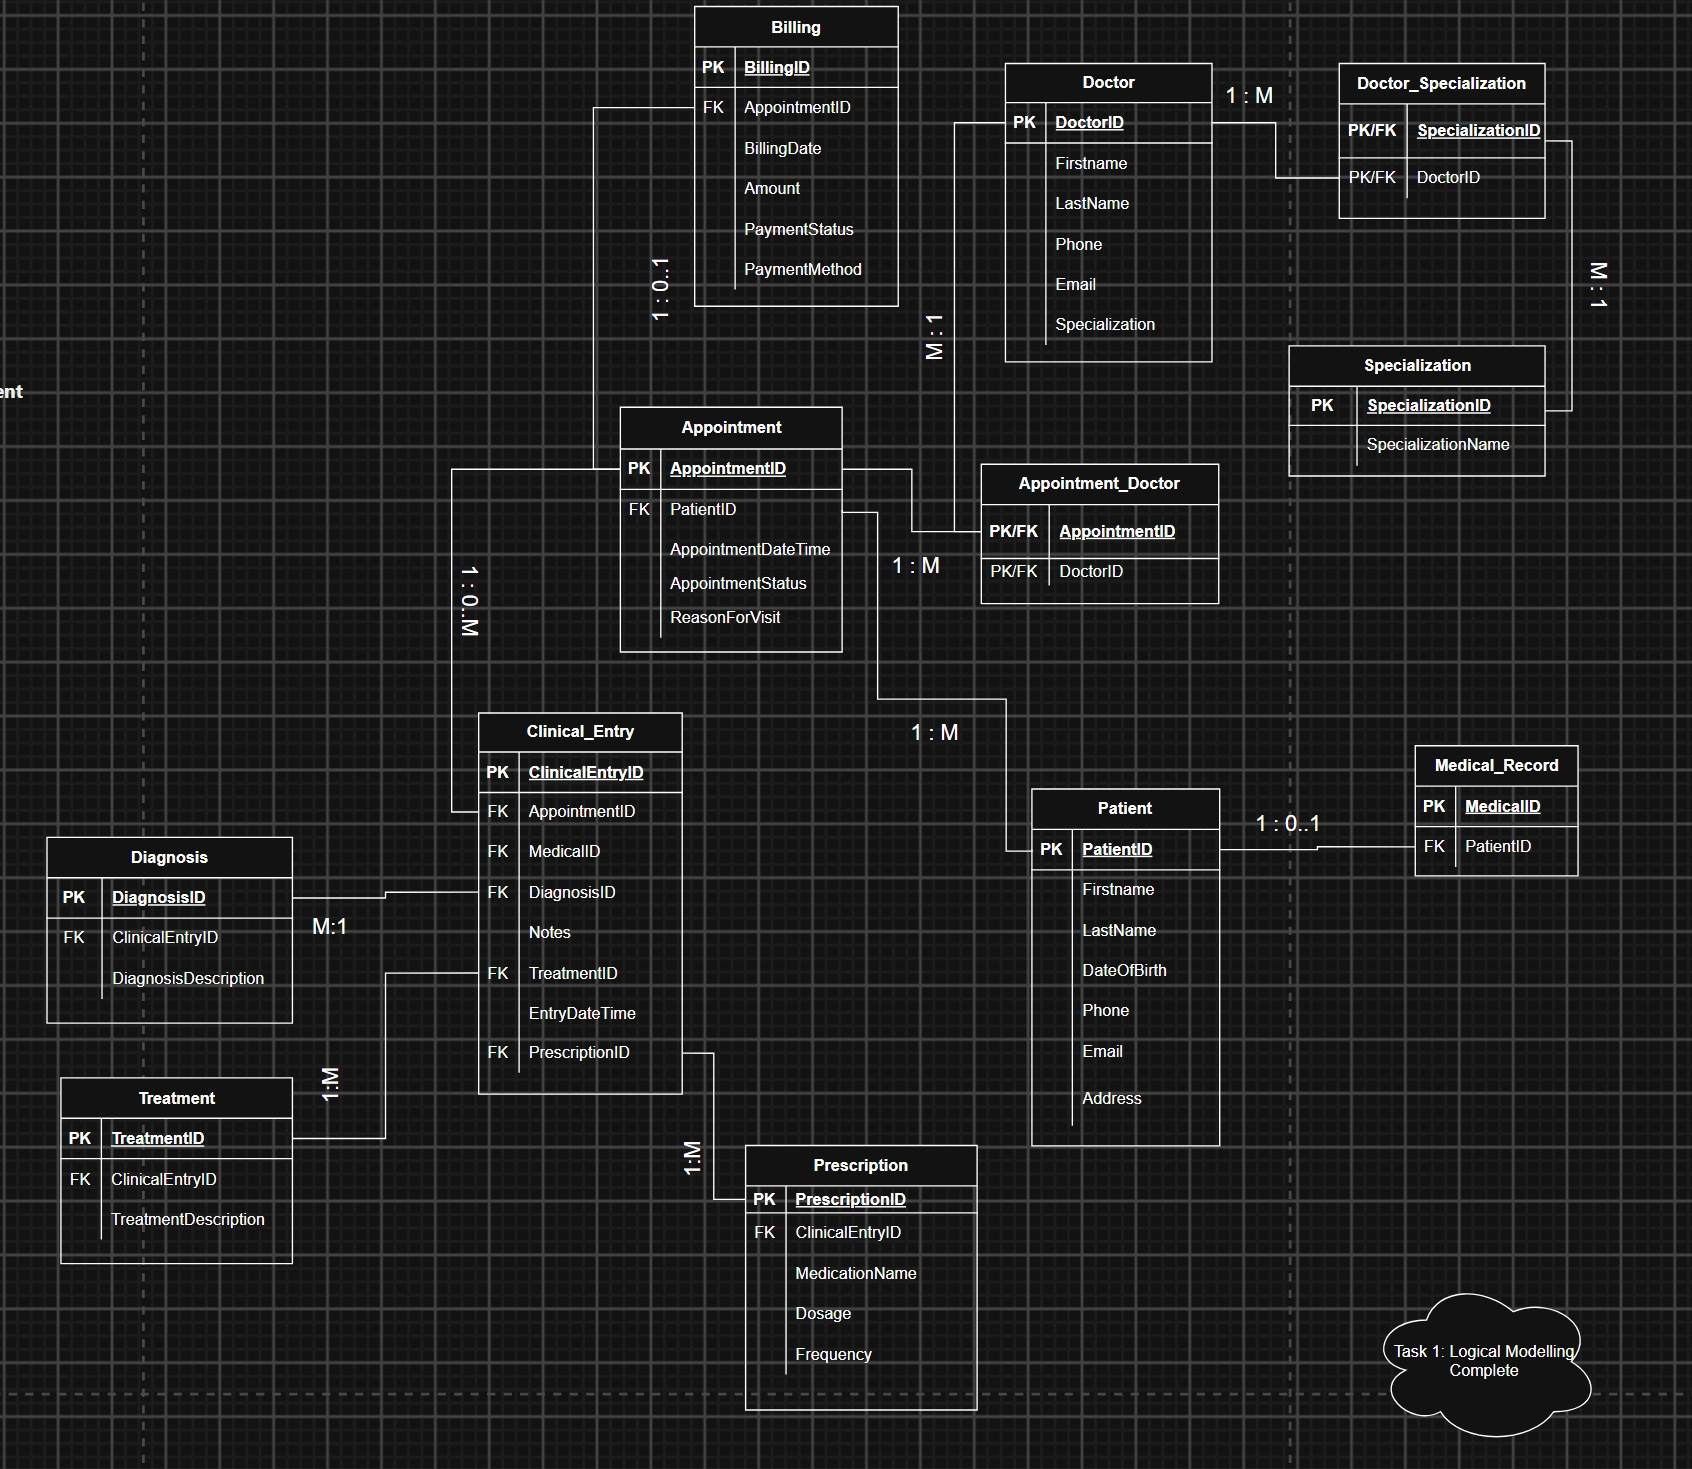 Billing
PK BillingID
FK AppointmentID
BillingDate
Amount
PaymentStatus
PaymentMethod
1 : 0..1
Doctor
PK DoctorID
Firstname
LastName
Phone
Email
Specialization
1 : M
Doctor_Specialization
PK/FK SpecializationID
PK/FK DoctorID
M : 1
Specialization
PK SpecializationID
SpecializationName
M : 1
ent
Appointment
PK AppointmentID
FK PatientID
AppointmentDateTime
AppointmentStatus
ReasonForVisit
Appointment_Doctor
PK/FK AppointmentID
PK/FK DoctorID
1 : M
1 : 0..M
1 : M
Clinical_Entry
PK ClinicalEntryID
FK AppointmentID
FK MedicalID
FK DiagnosisID
Notes
FK TreatmentID
EntryDateTime
FK PrescriptionID
Patient
PK PatientID
Firstname
LastName
DateOfBirth
Phone
Email
Address
1 : 0..1
Medical_Record
PK MedicalID
FK PatientID
Diagnosis
PK DiagnosisID
FK ClinicalEntryID
DiagnosisDescription
M:1
Treatment
PK TreatmentID
FK ClinicalEntryID
TreatmentDescription
1:M
1:M
Prescription
PK PrescriptionID
FK ClinicalEntryID
MedicationName
Dosage
Frequency
Task 1: Logical Modelling
Complete